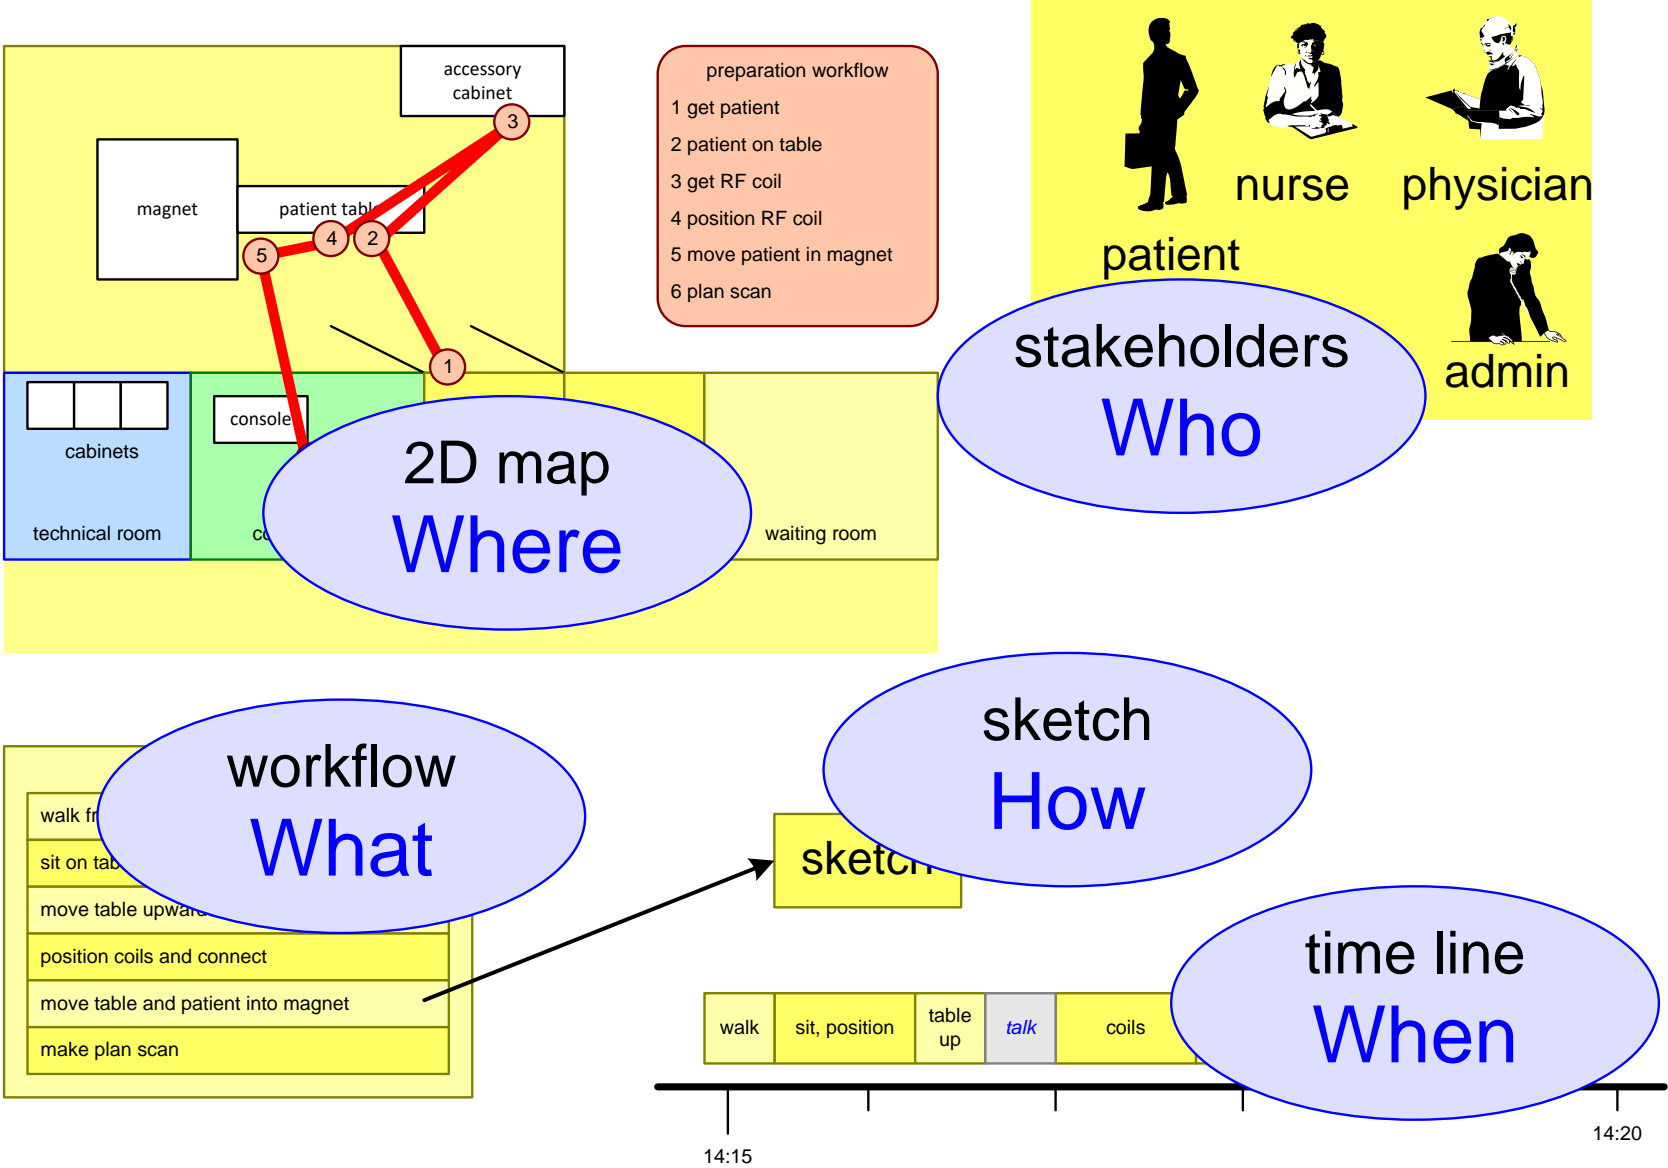 accessory
cabinet
3
magnet
patient table
4
2
5
1
preparation workflow
1 get patient
2 patient on table
3 get RF coil
4 position RF coil
5 move patient in magnet
6 plan scan
nurse
physician
patient
admin
stakeholders
Who
console
cabinets
technical room
2D map
Where
waiting room
workflow
What
walk
sit on
move table
position coils and connect
move table and patient into magnet
make plan scan
sketch
How
sketch
time line
When
walk
sit, position
table
up
talk
coils
14:15
14:20